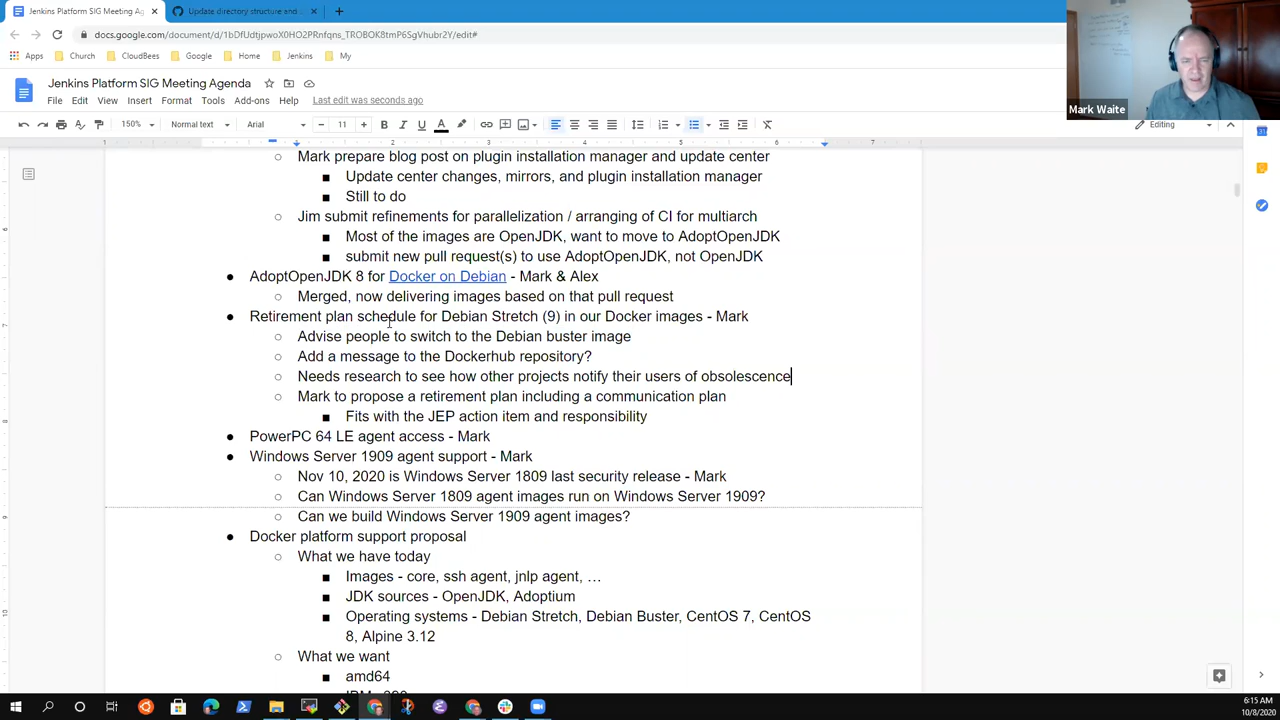 Jenkins Platform SIG Meeting Ag
Update directory structure and
docs.google.com/document/d/1bDfUdtjpwoX0HO2PRnfqns_TROBOK8tmP6SgVhubr2Y/edit#
Apps Church CloudBees Google Home Jenkins My
Jenkins Platform SIG Meeting Agenda
File Edit View Insert Format Tools Add-ons Help Last edit was seconds ago
Mark Waite
150% Normal text Arial 11 Editing
1 2 3 4 5 6 7
○ Mark prepare blog post on plugin installation manager and update center
■ Update center changes, mirrors, and plugin installation manager
■ Still to do
○ Jim submit refinements for parallelization / arranging of CI for multiarch
■ Most of the images are OpenJDK, want to move to AdoptOpenJDK
■ submit new pull request(s) to use AdoptOpenJDK, not OpenJDK
● AdoptOpenJDK 8 for Docker on Debian - Mark & Alex
○ Merged, now delivering images based on that pull request
● Retirement plan schedule for Debian Stretch (9) in our Docker images - Mark
○ Advise people to switch to the Debian buster image
○ Add a message to the Dockerhub repository?
○ Needs research to see how other projects notify their users of obsolescence
○ Mark to propose a retirement plan including a communication plan
■ Fits with the JEP action item and responsibility
● PowerPC 64 LE agent access - Mark
● Windows Server 1909 agent support - Mark
○ Nov 10, 2020 is Windows Server 1809 last security release - Mark
○ Can Windows Server 1809 agent images run on Windows Server 1909?
○ Can we build Windows Server 1909 agent images?
● Docker platform support proposal
○ What we have today
■ Images - core, ssh agent, jnlp agent, …
■ JDK sources - OpenJDK, Adoptium
■ Operating systems - Debian Stretch, Debian Buster, CentOS 7, CentOS
8, Alpine 3.12
○ What we want
■ amd64
6:15 AM
10/8/2020